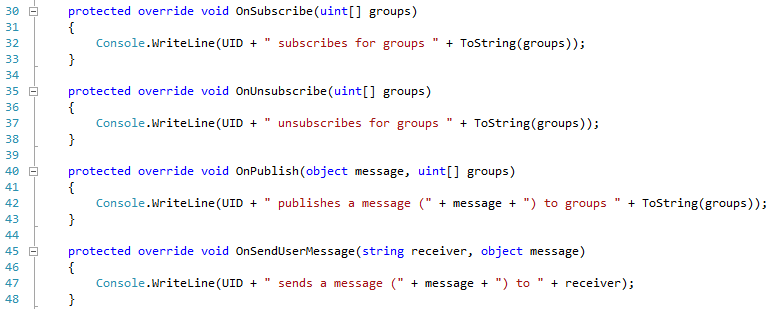 30 protected override void OnSubscribe(uint[] groups)
31 {
32 Console.WriteLine(UID + " subscribes for groups " + ToString(groups));
33 }
34
35 protected override void OnUnsubscribe(uint[] groups)
36 {
37 Console.WriteLine(UID + " unsubscribes for groups " + ToString(groups));
38 }
39
40 protected override void OnPublish(object message, uint[] groups)
41 {
42 Console.WriteLine(UID + " publishes a message (" + message + ") to groups " + ToString(groups));
43 }
44
45 protected override void OnSendUserMessage(string receiver, object message)
46 {
47 Console.WriteLine(UID + " sends a message (" + message + ") to " + receiver);
48 }